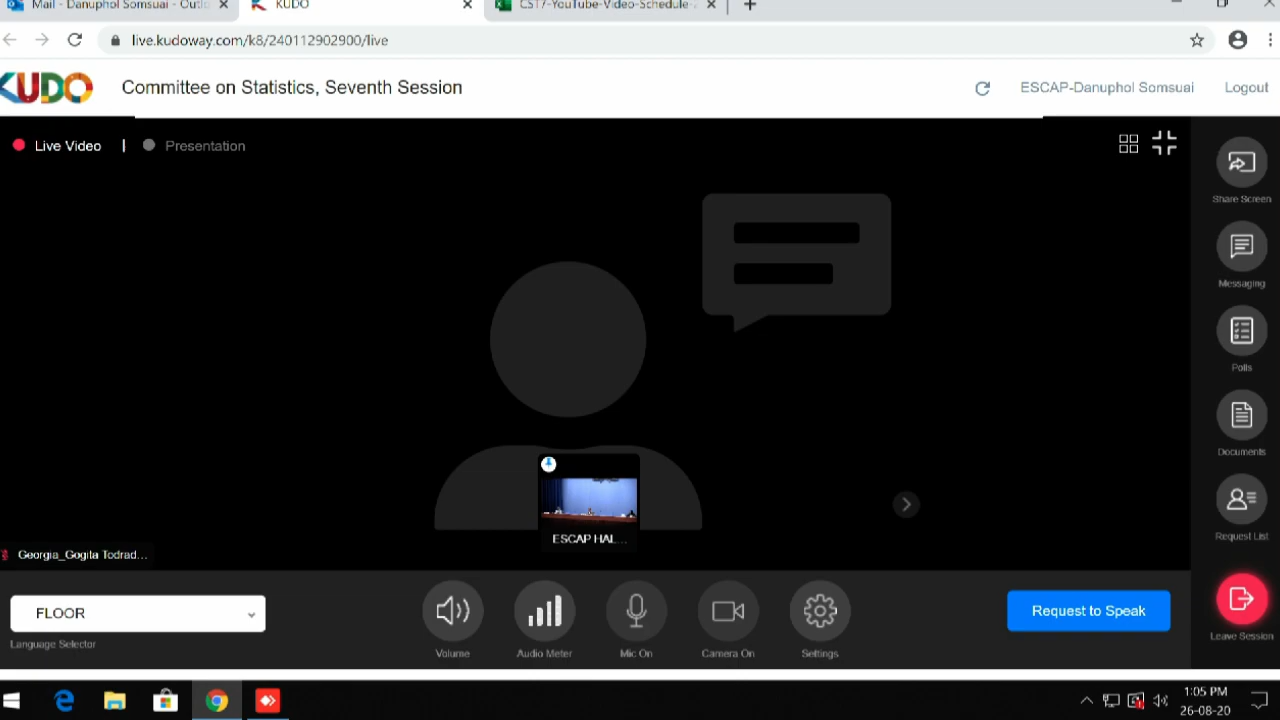 Mail - Danuphol Somsuai - Outlo
KUDO
CST7-YouTube-Video-Schedule-
live.kudoway.com/k8/240112902900/live
KUDO
Committee on Statistics, Seventh Session
ESCAP-Danuphol Somsuai
Logout
Live Video | Presentation
Share Screen
Messaging
Polls
Documents
Request List
Leave Session
ESCAP HAL...
Georgia_Gogita Todrad...
FLOOR
Language Selector
Volume
Audio Meter
Mic On
Camera On
Settings
Request to Speak
1:05 PM
26-08-20